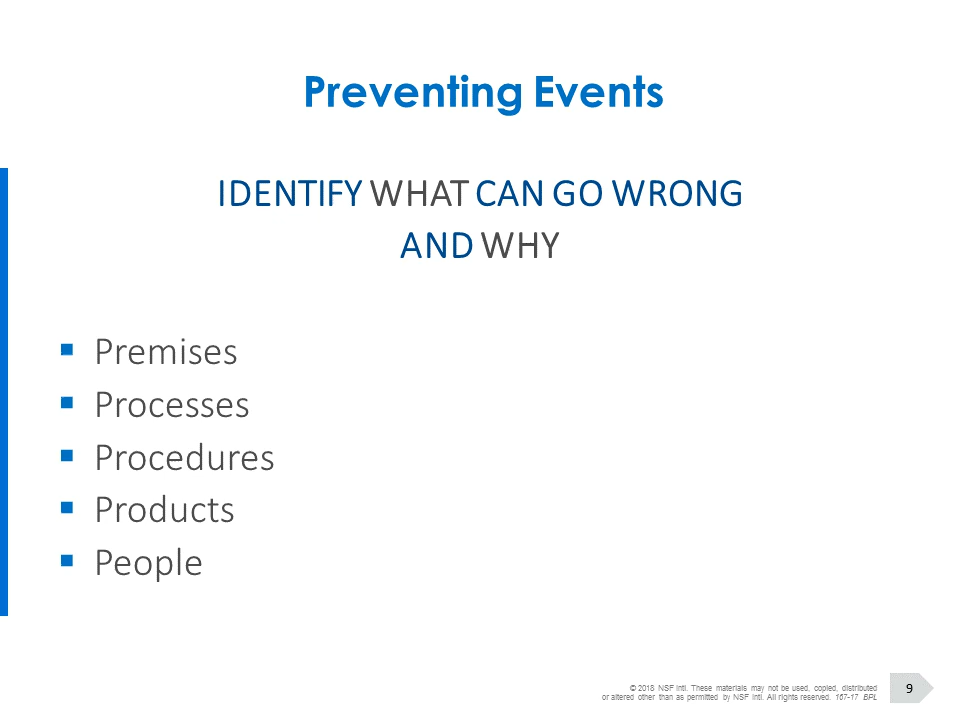 Preventing Events
IDENTIFY WHAT CAN GO WRONG
AND WHY
Premises
Processes
Procedures
Products
People
© 2018 NSF Intl. These materials may not be used, copied, distributed
or altered other than as permitted by NSF Intl. All rights reserved. 167-17 BPL
9